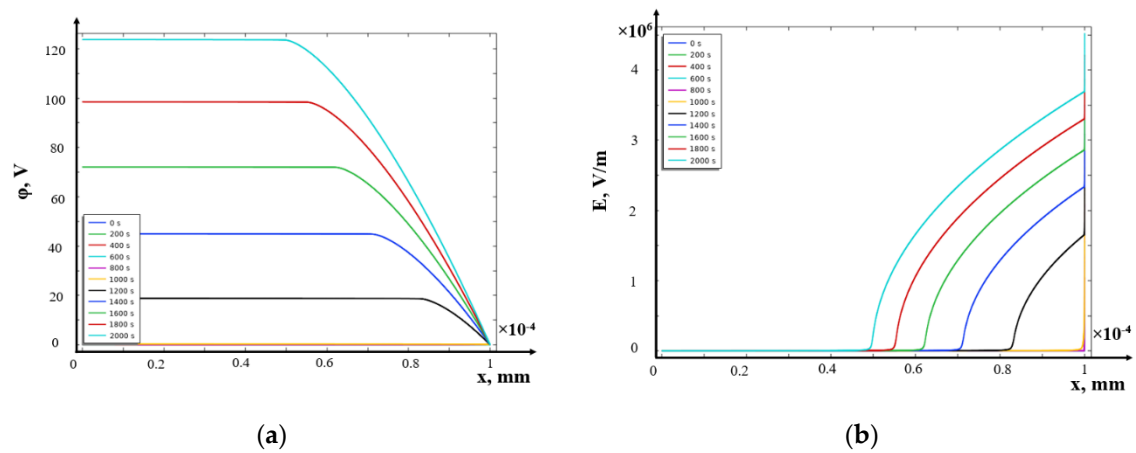 120
100
80
60
40
20
0
φ, V
0 s
200 s
400 s
600 s
800 s
1000 s
1200 s
1400 s
1600 s
1800 s
2000 s
0
0.2
0.4
0.6
0.8
1
×10-4
x, mm
(a)
×10⁶
4
3
2
1
0
E, V/m
0 s
200 s
400 s
600 s
800 s
1000 s
1200 s
1400 s
1600 s
1800 s
2000 s
0
0.2
0.4
0.6
0.8
1
×10-4
x, mm
(b)